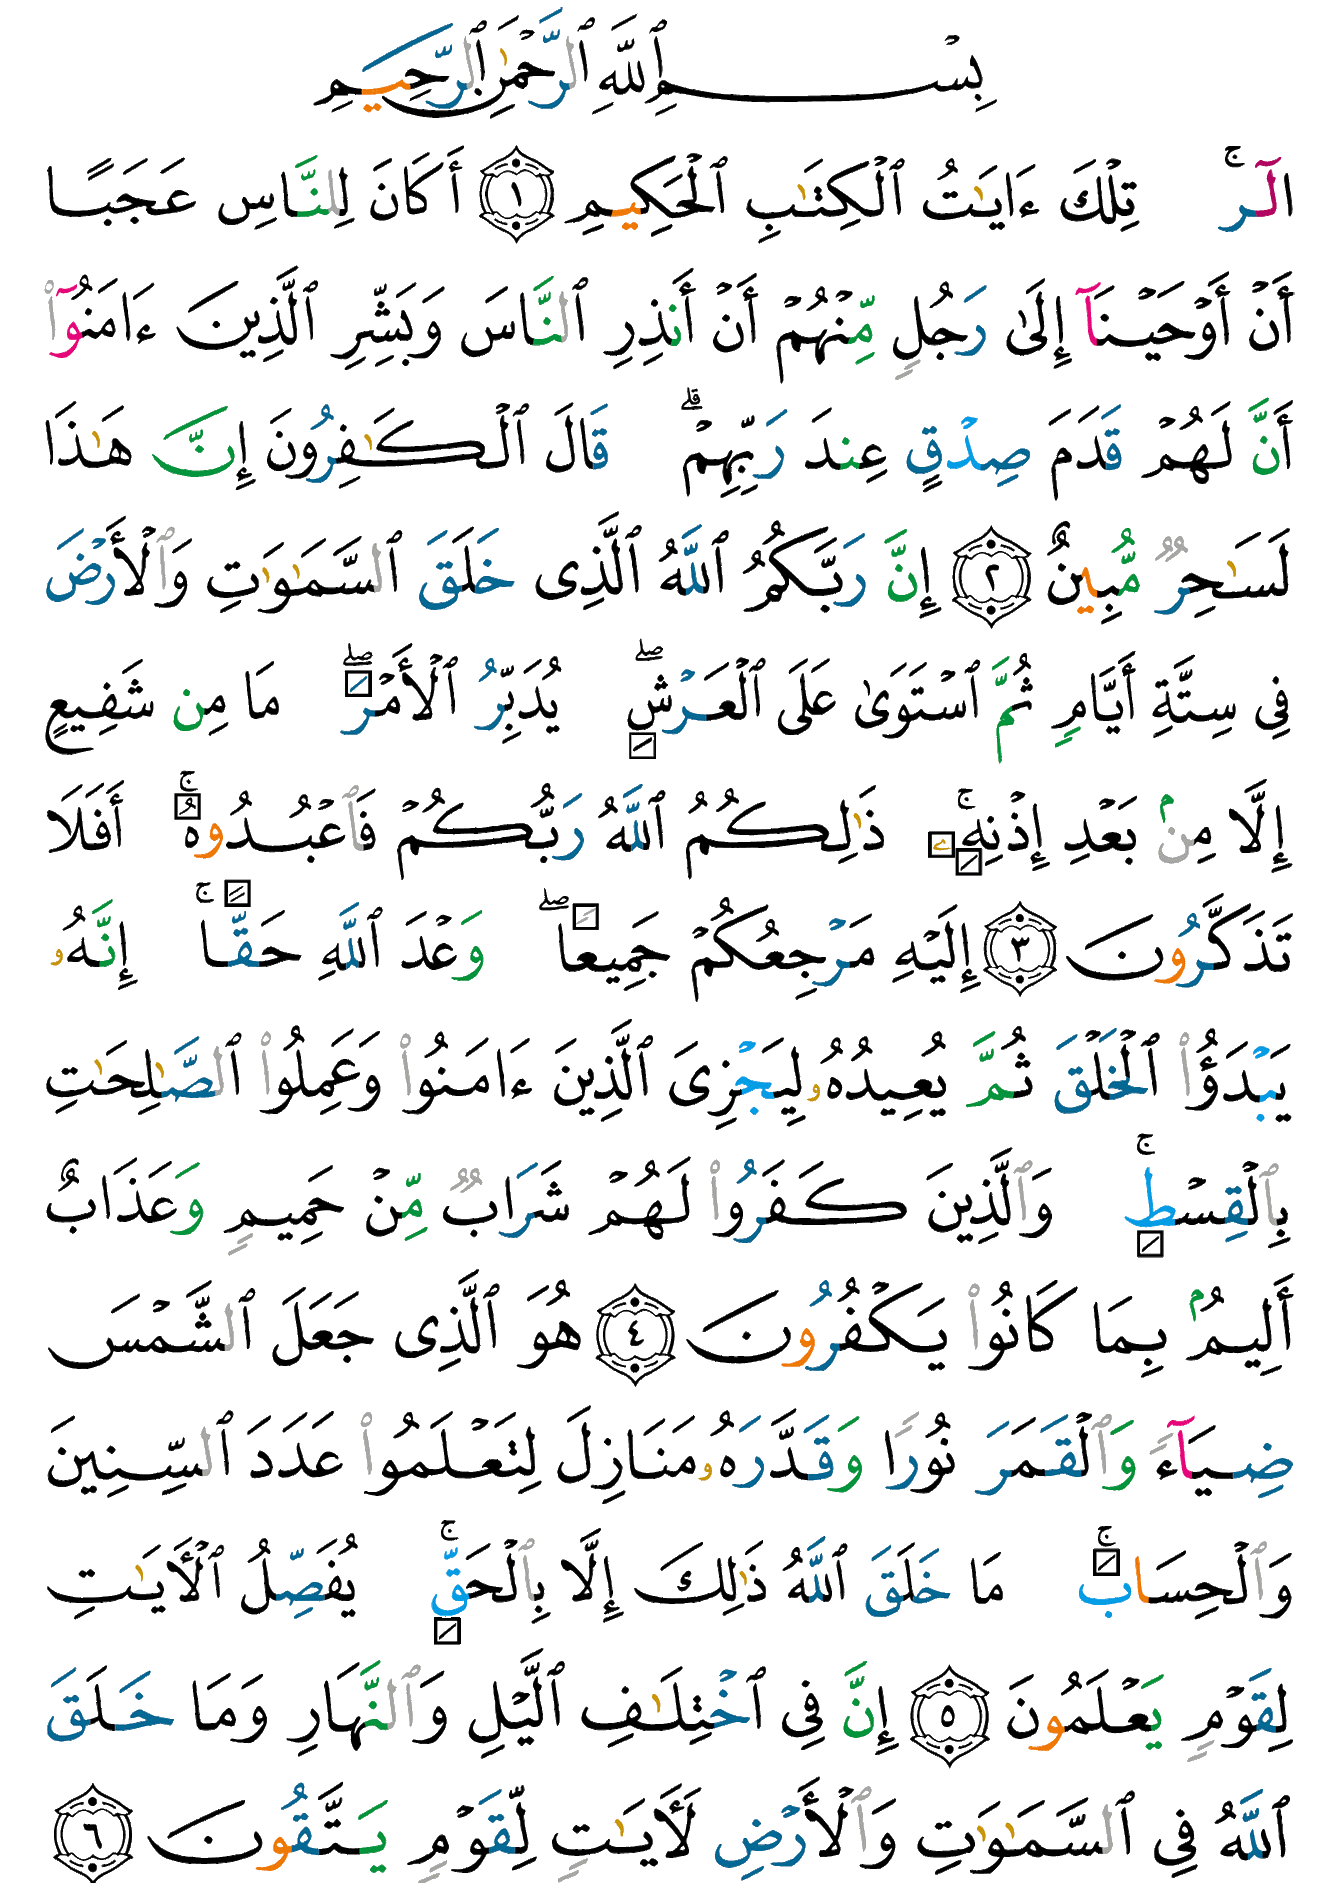 بِسْمِ ٱللَّهِ ٱلرَّحْمَٰنِ ٱلرَّحِيمِ
الٓرۚ تِلْكَ ءَايَٰتُ ٱلْكِتَٰبِ ٱلْحَكِيمِ ١ أَكَانَ لِلنَّاسِ عَجَبًا
أَنْ أَوْحَيْنَآ إِلَىٰ رَجُلٍ مِّنْهُمْ أَنْ أَنذِرِ ٱلنَّاسَ وَبَشِّرِ ٱلَّذِينَ ءَامَنُوٓا۟
أَنَّ لَهُمْ قَدَمَ صِدْقٍ عِندَ رَبِّهِمْۗ قَالَ ٱلْكَٰفِرُونَ إِنَّ هَٰذَا
لَسَٰحِرٌ مُّبِينٌ ٢ إِنَّ رَبَّكُمُ ٱللَّهُ ٱلَّذِى خَلَقَ ٱلسَّمَٰوَٰتِ وَٱلْأَرْضَ
فِى سِتَّةِ أَيَّامٍ ثُمَّ ٱسْتَوَىٰ عَلَى ٱلْعَرْشِۖ يُدَبِّرُ ٱلْأَمْرَۖ مَا مِن شَفِيعٍ
إِلَّا مِنۢ بَعْدِ إِذْنِهِۦۚ ذَٰلِكُمُ ٱللَّهُ رَبُّكُمْ فَٱعْبُدُوهُۚ أَفَلَا
تَذَكَّرُونَ ٣ إِلَيْهِ مَرْجِعُكُمْ جَمِيعًاۖ وَعْدَ ٱللَّهِ حَقًّاۚ إِنَّهُۥ
يَبْدَؤُا۟ ٱلْخَلْقَ ثُمَّ يُعِيدُهُۥ لِيَجْزِىَ ٱلَّذِينَ ءَامَنُوا۟ وَعَمِلُوا۟ ٱلصَّٰلِحَٰتِ
بِٱلْقِسْطِۚ وَٱلَّذِينَ كَفَرُوا۟ لَهُمْ شَرَابٌ مِّنْ حَمِيمٍ وَعَذَابٌ
أَلِيمٌۢ بِمَا كَانُوا۟ يَكْفُرُونَ ٤ هُوَ ٱلَّذِى جَعَلَ ٱلشَّمْسَ
ضِيَآءً وَٱلْقَمَرَ نُورًا وَقَدَّرَهُۥ مَنَازِلَ لِتَعْلَمُوا۟ عَدَدَ ٱلسِّنِينَ
وَٱلْحِسَابَۚ مَا خَلَقَ ٱللَّهُ ذَٰلِكَ إِلَّا بِٱلْحَقِّۚ يُفَصِّلُ ٱلْأَيَٰتِ
لِقَوْمٍ يَعْلَمُونَ ٥ إِنَّ فِى ٱخْتِلَٰفِ ٱلَّيْلِ وَٱلنَّهَارِ وَمَا خَلَقَ
ٱللَّهُ فِى ٱلسَّمَٰوَٰتِ وَٱلْأَرْضِ لَأَيَٰتٍ لِّقَوْمٍ يَتَّقُونَ ٦